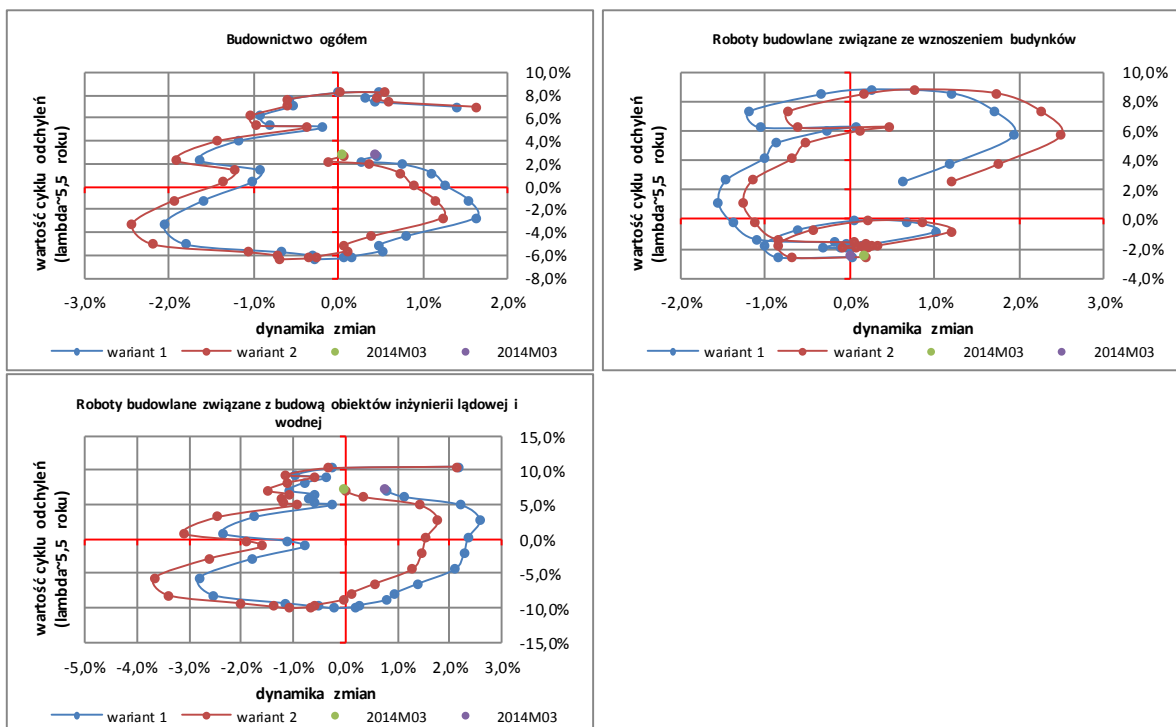 Budownictwo ogółem
10,0%
8,0%
6,0%
4,0%
2,0%
0,0%
-2,0%
-4,0%
-6,0%
-8,0%
wartość cyklu odchyleń
(lambda~5,5 roku)
-3,0% -2,0% -1,0% 0,0% 1,0% 2,0%
dynamika zmian
wariant 1 wariant 2 2014M03 2014M03
Roboty budowlane związane ze wznoszeniem budynków
10,0%
8,0%
6,0%
4,0%
2,0%
0,0%
-2,0%
-4,0%
wartość cyklu odchyleń
(lambda~5,5 roku)
-2,0% -1,0% 0,0% 1,0% 2,0% 3,0%
dynamika zmian
wariant 1 wariant 2 2014M03 2014M03
Roboty budowlane związane z budową obiektów inżynierii lądowej i
wodnej
15,0%
10,0%
5,0%
0,0%
-5,0%
-10,0%
-15,0%
wartość cyklu odchyleń
(lambda~5,5 roku)
-5,0% -4,0% -3,0% -2,0% -1,0% 0,0% 1,0% 2,0% 3,0%
dynamika zmian
wariant 1 wariant 2 2014M03 2014M03